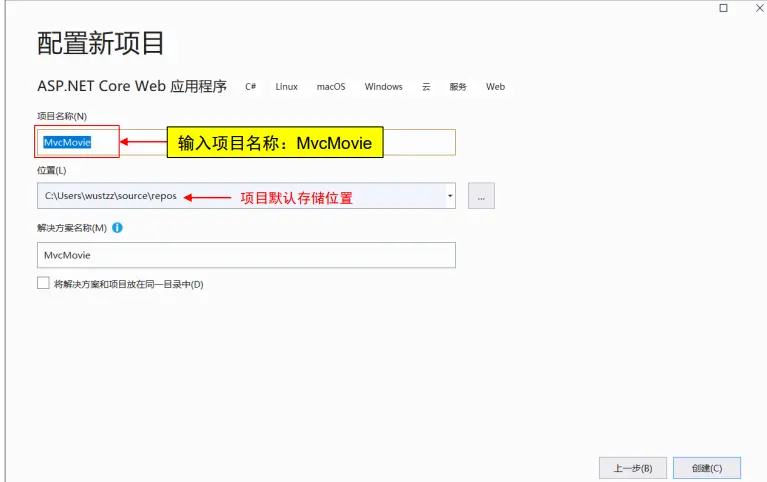 配置新项目
ASP.NET Core Web 应用程序 C# Linux macOS Windows 云 服务 Web
项目名称(N)
MvcMovie 输入项目名称：MvcMovie
位置(L)
C:\Users\wustzz\source\repos 项目默认存储位置 ...
解决方案名称(M)
MvcMovie
将解决方案和项目放在同一目录中(D)
上一步(B) 创建(C)